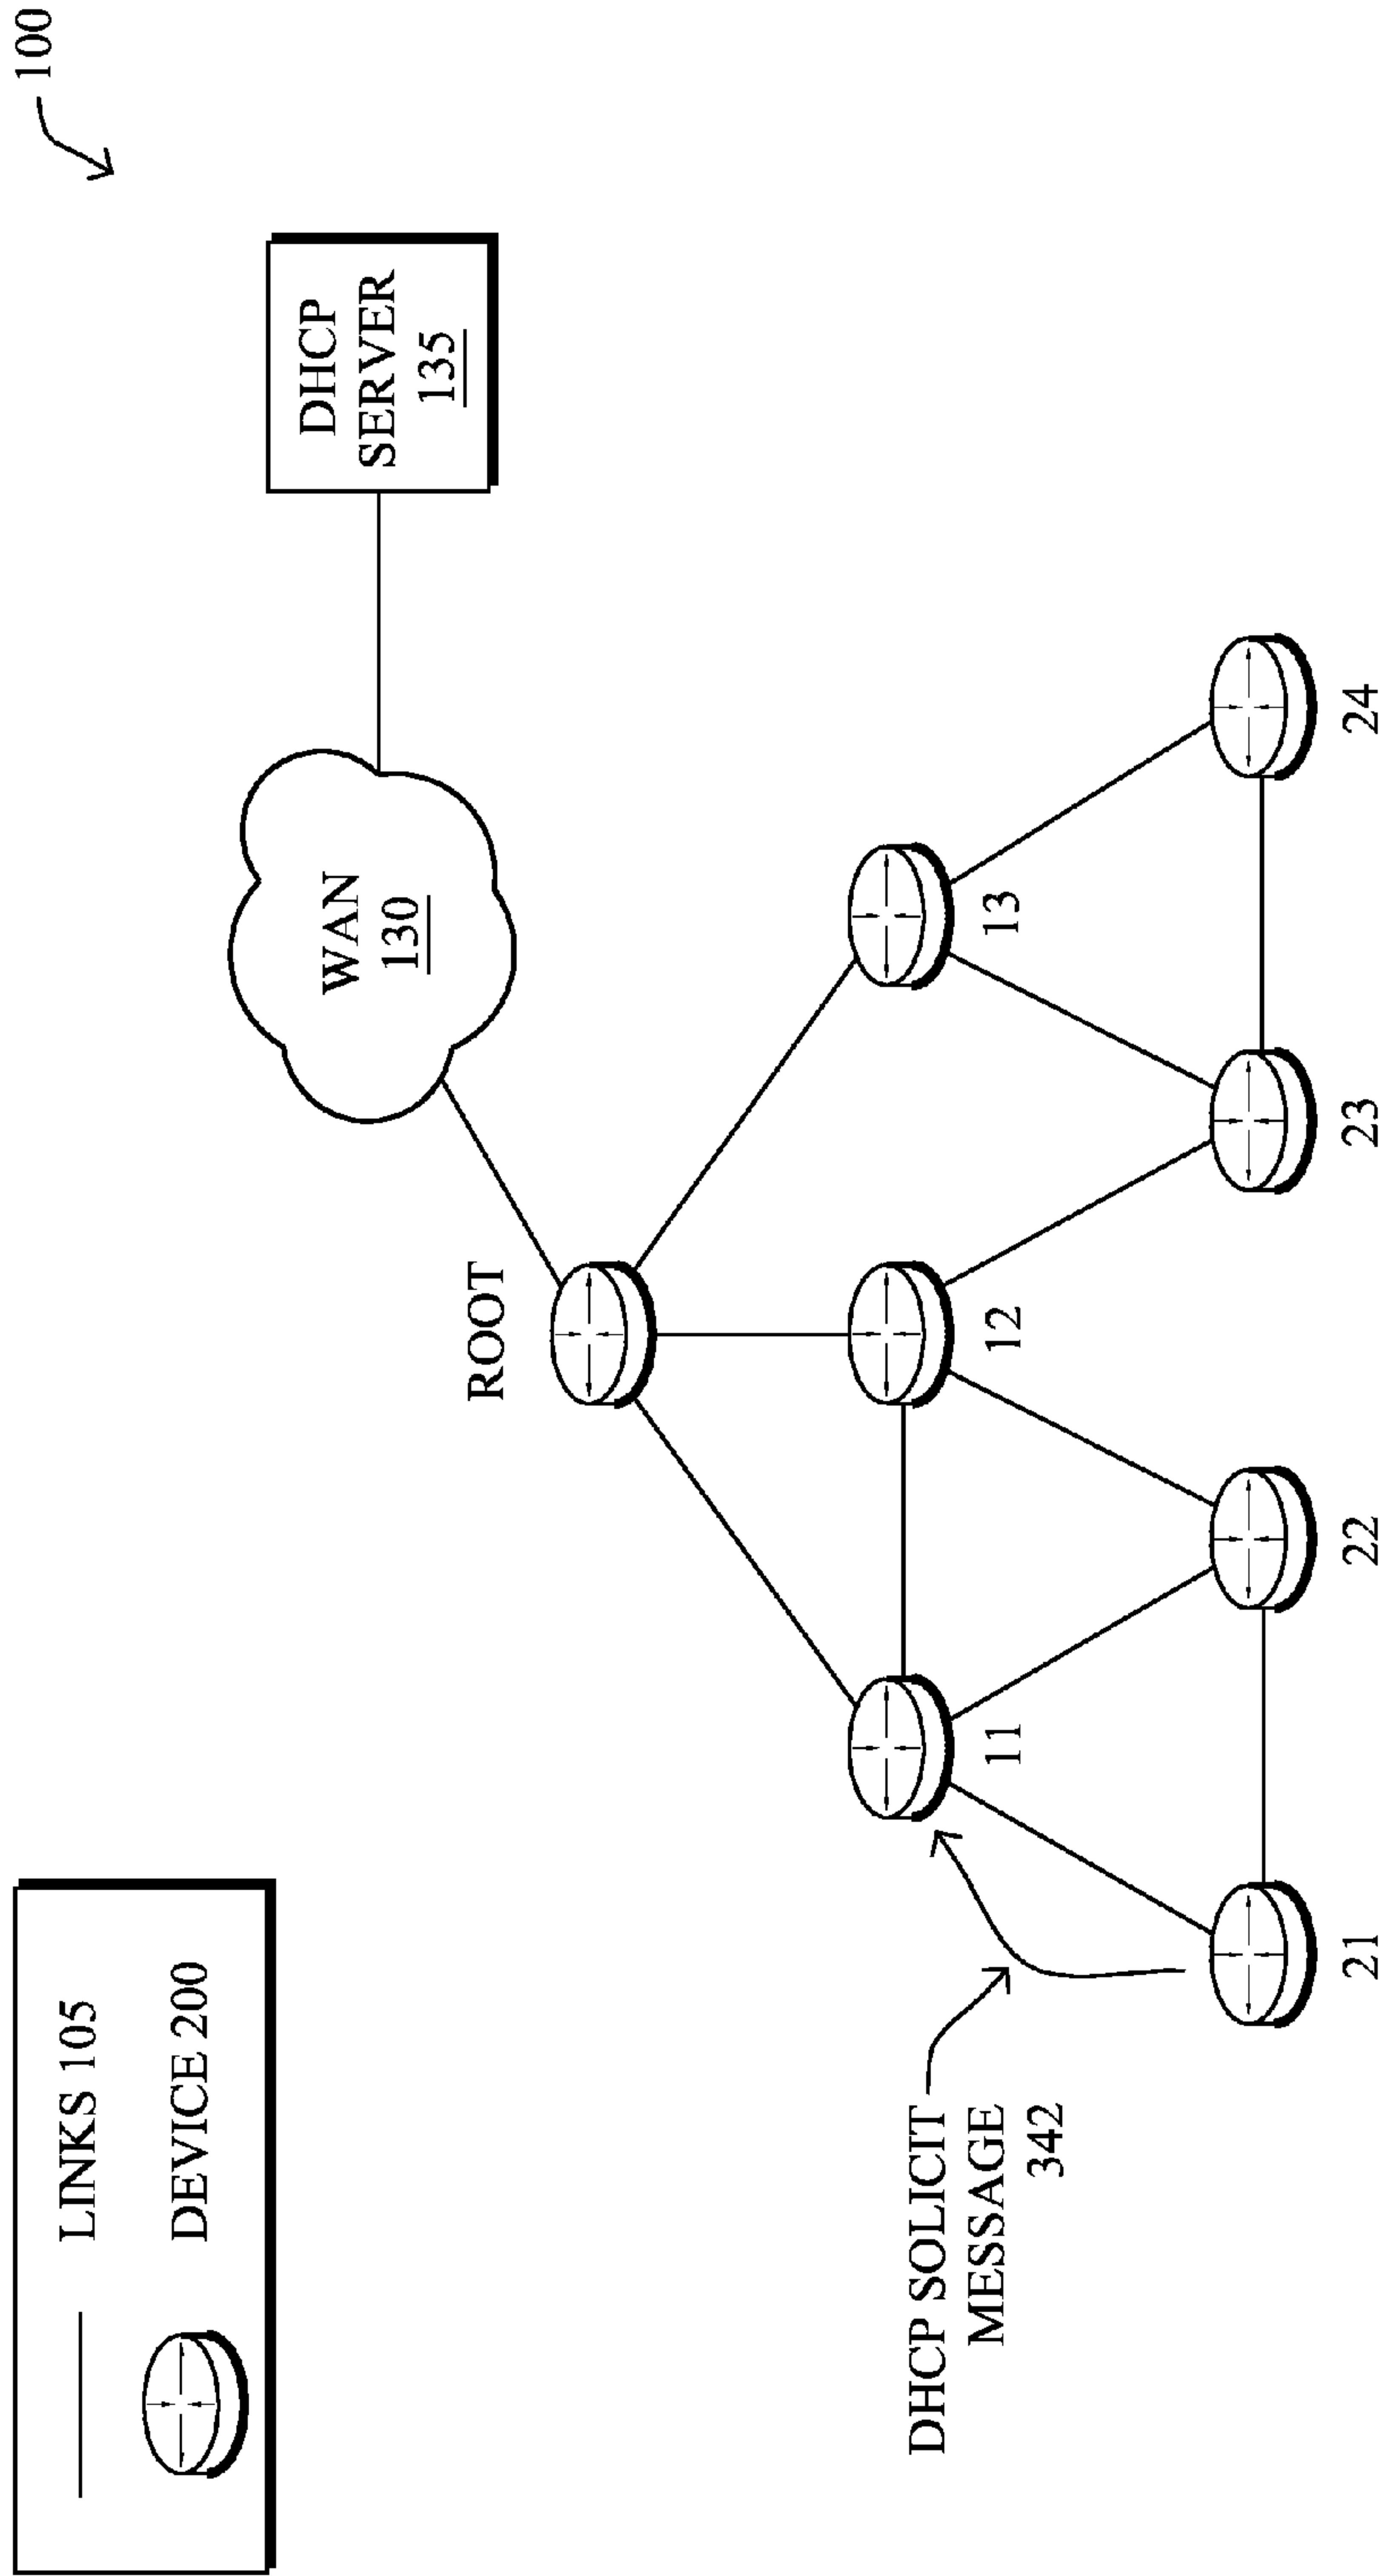 100
LINKS 105
DEVICE 200
DHCP
SERVER
135
WAN
130
ROOT
11
12
13
DHCP SOLICIT
MESSAGE
342
21
22
23
24